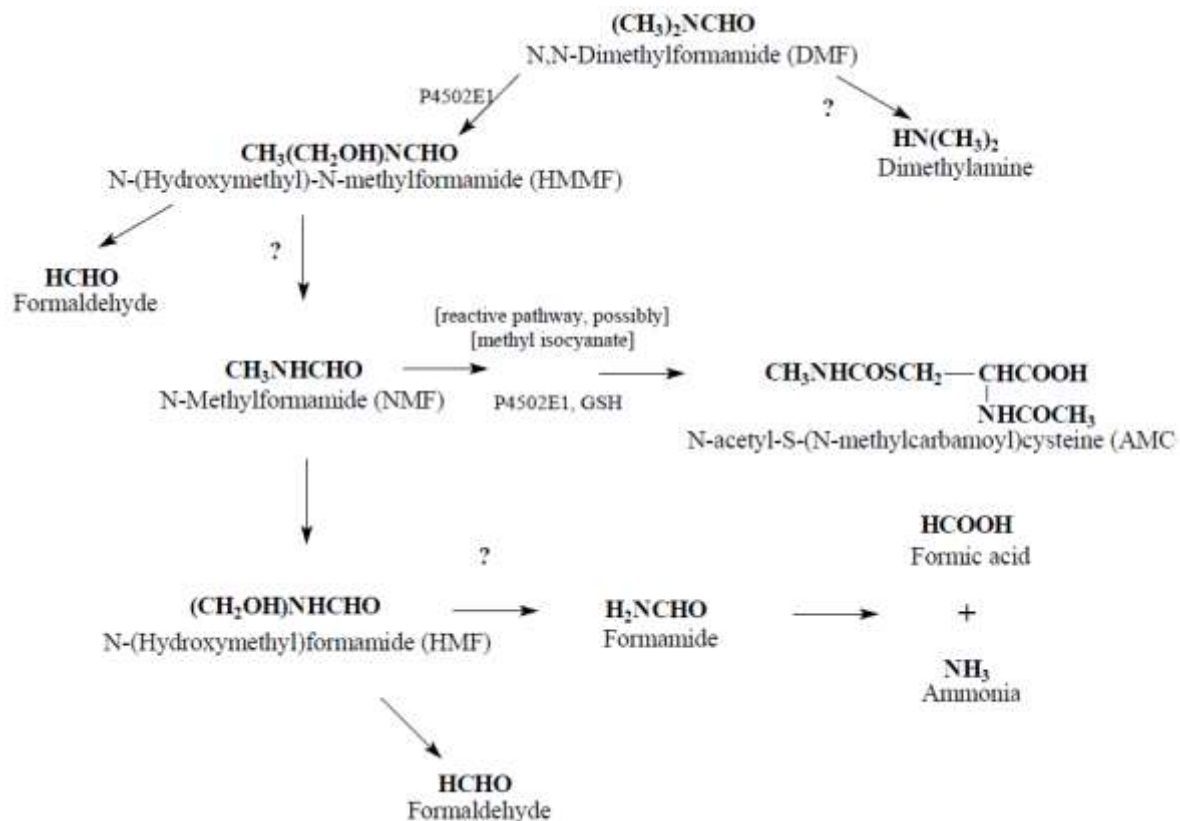 (CH₃)₂NCHO
N,N-Dimethylformamide (DMF)
P4502E1
?
HN(CH₃)₂
Dimethylamine
CH₃(CH₂OH)NCHO
N-(Hydroxymethyl)-N-methylformamide (HMMF)
?
HCHO
Formaldehyde
[reactive pathway, possibly]
[methyl isocyanate]
CH₃NHCHO
N-Methylformamide (NMF)
P4502E1, GSH
CH₃NHCOSCH₂—CHCOOH
NHCOCH₃
N-acetyl-S-(N-methylcarbamoyl)cysteine (AMC
HCOOH
Formic acid
?
(CH₂OH)NHCHO
N-(Hydroxymethyl)formamide (HMF)
H₂NCHO
Formamide
+
NH₃
Ammonia
HCHO
Formaldehyde